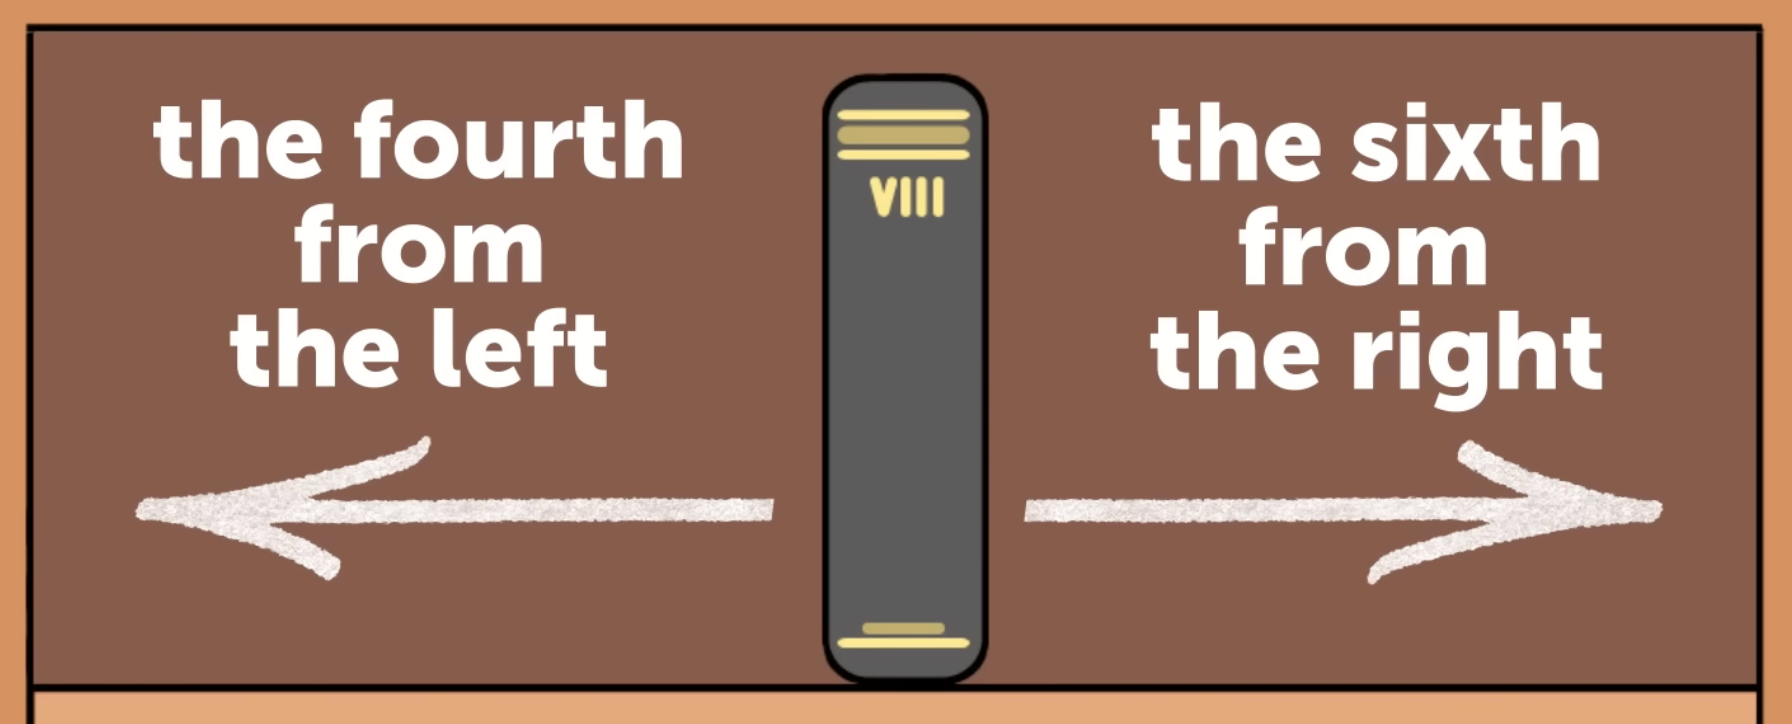 the fourth
from
the left
VIII
the sixth
from
the right